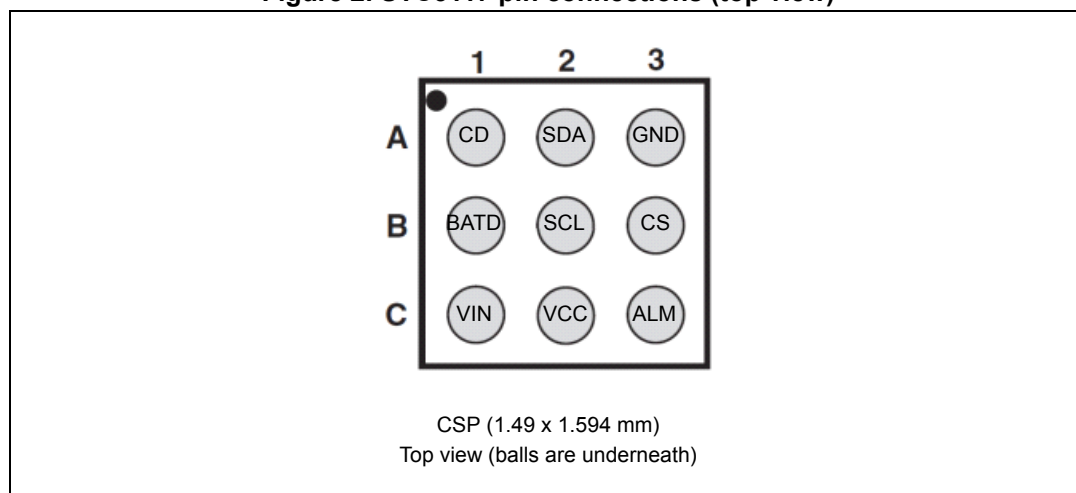 1 2 3
A CD SDA GND
B BATD SCL CS
C VIN VCC ALM
CSP (1.49 x 1.594 mm)
Top view (balls are underneath)